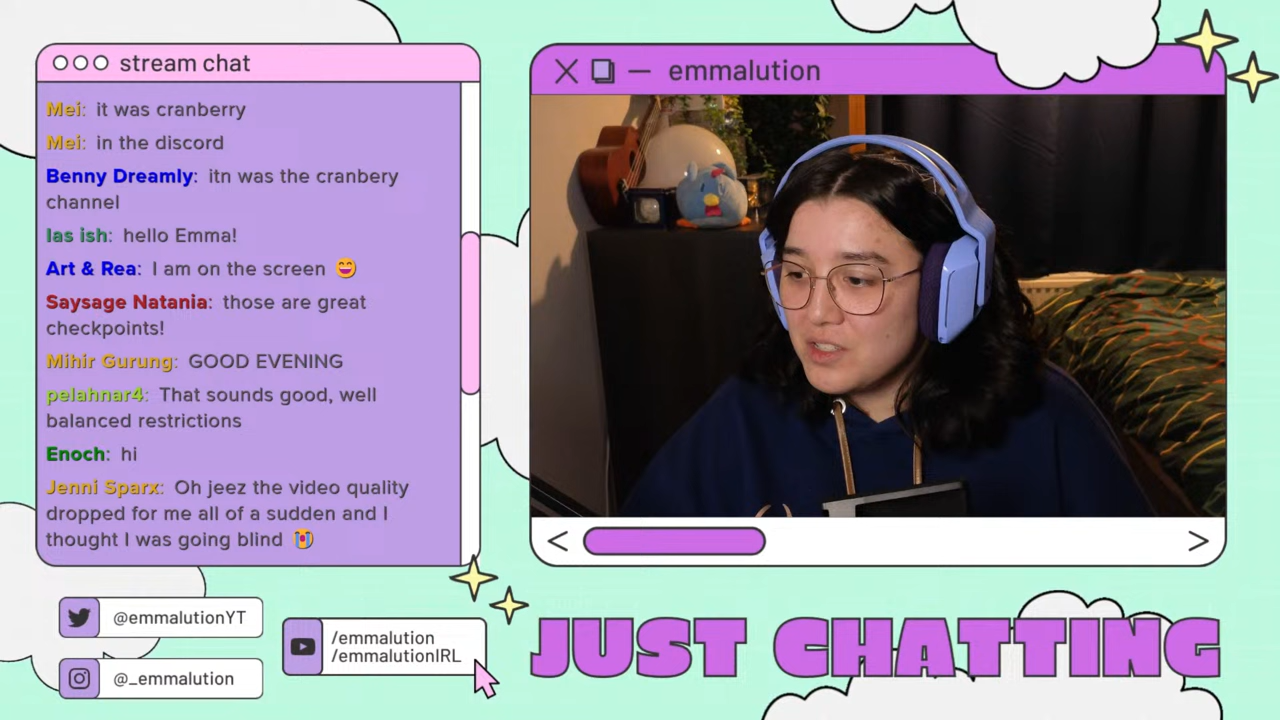 stream chat
Mei: it was cranberry
Mei: in the discord
Benny Dreamly: itn was the cranbery
channel
Ias ish: hello Emma!
Art & Rea: I am on the screen 😄
Saysage Natania: those are great
checkpoints!
Mihir Gurung: GOOD EVENING
pelahnar4: That sounds good, well
balanced restrictions
Enoch: hi
Jenni Sparx: Oh jeez the video quality
dropped for me all of a sudden and I
thought I was going blind 😭
emmalution
@emmalutionYT
@_emmalution
/emmalution
/emmalutionIRL
JUST CHATTING